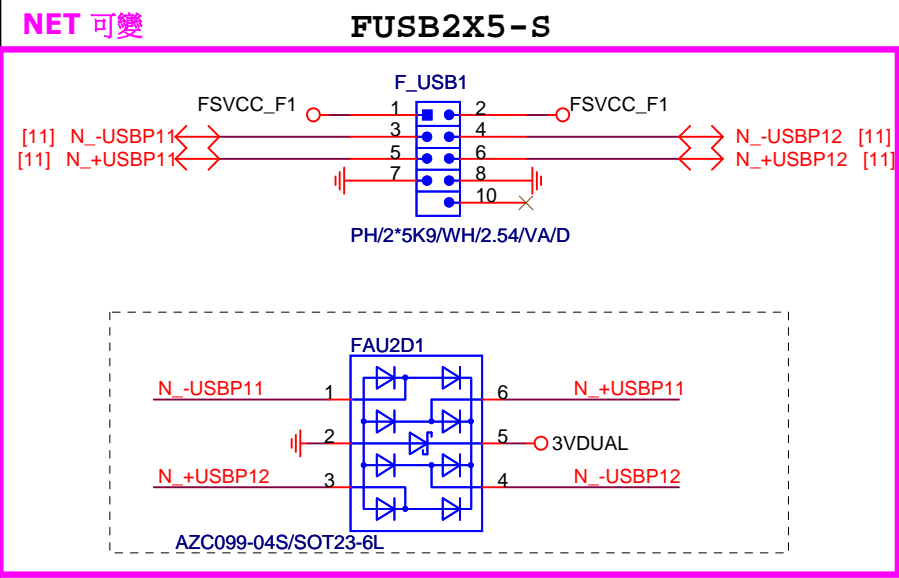 NET 可變 FUSB2X5-S
F_USB1
FSVCC_F1 1 2 FSVCC_F1
[11] N_-USBP11 3 4 N_-USBP12 [11]
[11] N_+USBP11 5 6 N_+USBP12 [11]
7 8
10
PH/2*5K9/WH/2.54/VA/D
FAU2D1
N_-USBP11 1 6 N_+USBP11
2 5 3VDUAL
N_+USBP12 3 4 N_-USBP12
AZC099-04S/SOT23-6L